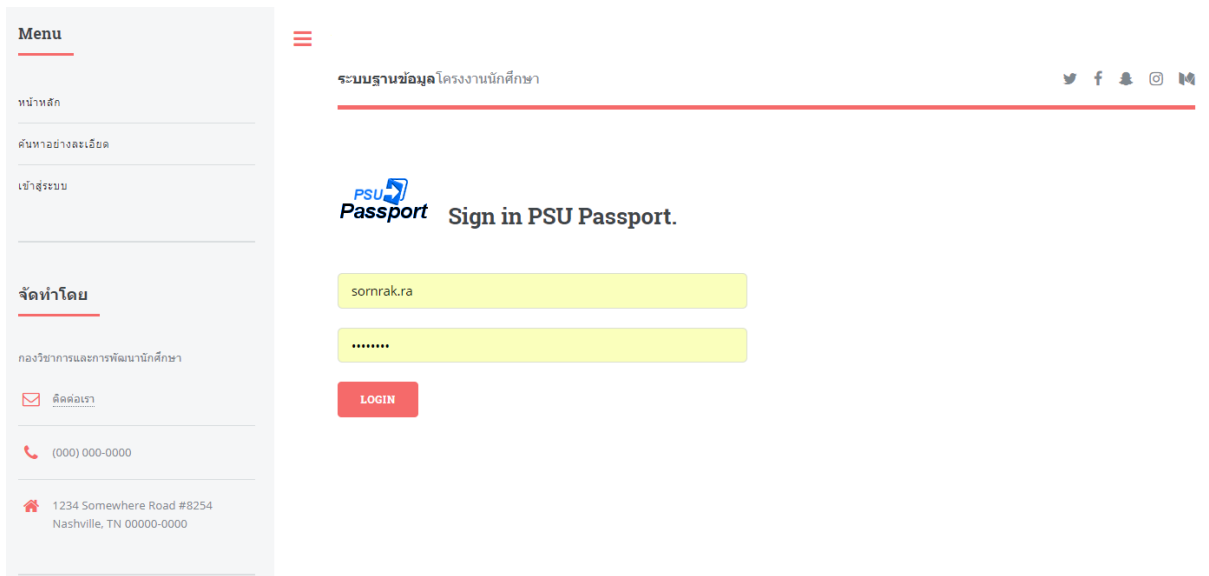 Menu
หน้าหลัก
ค้นหาอย่างละเอียด
เข้าสู่ระบบ
จัดทำโดย
กองวิชาการและการพัฒนานักศึกษา
ติดต่อเรา
(000) 000-0000
1234 Somewhere Road #8254
Nashville, TN 00000-0000
ระบบฐานข้อมูลโครงงานนักศึกษา
PSU
Passport
Sign in PSU Passport.
sornrak.ra
••••••••
LOGIN